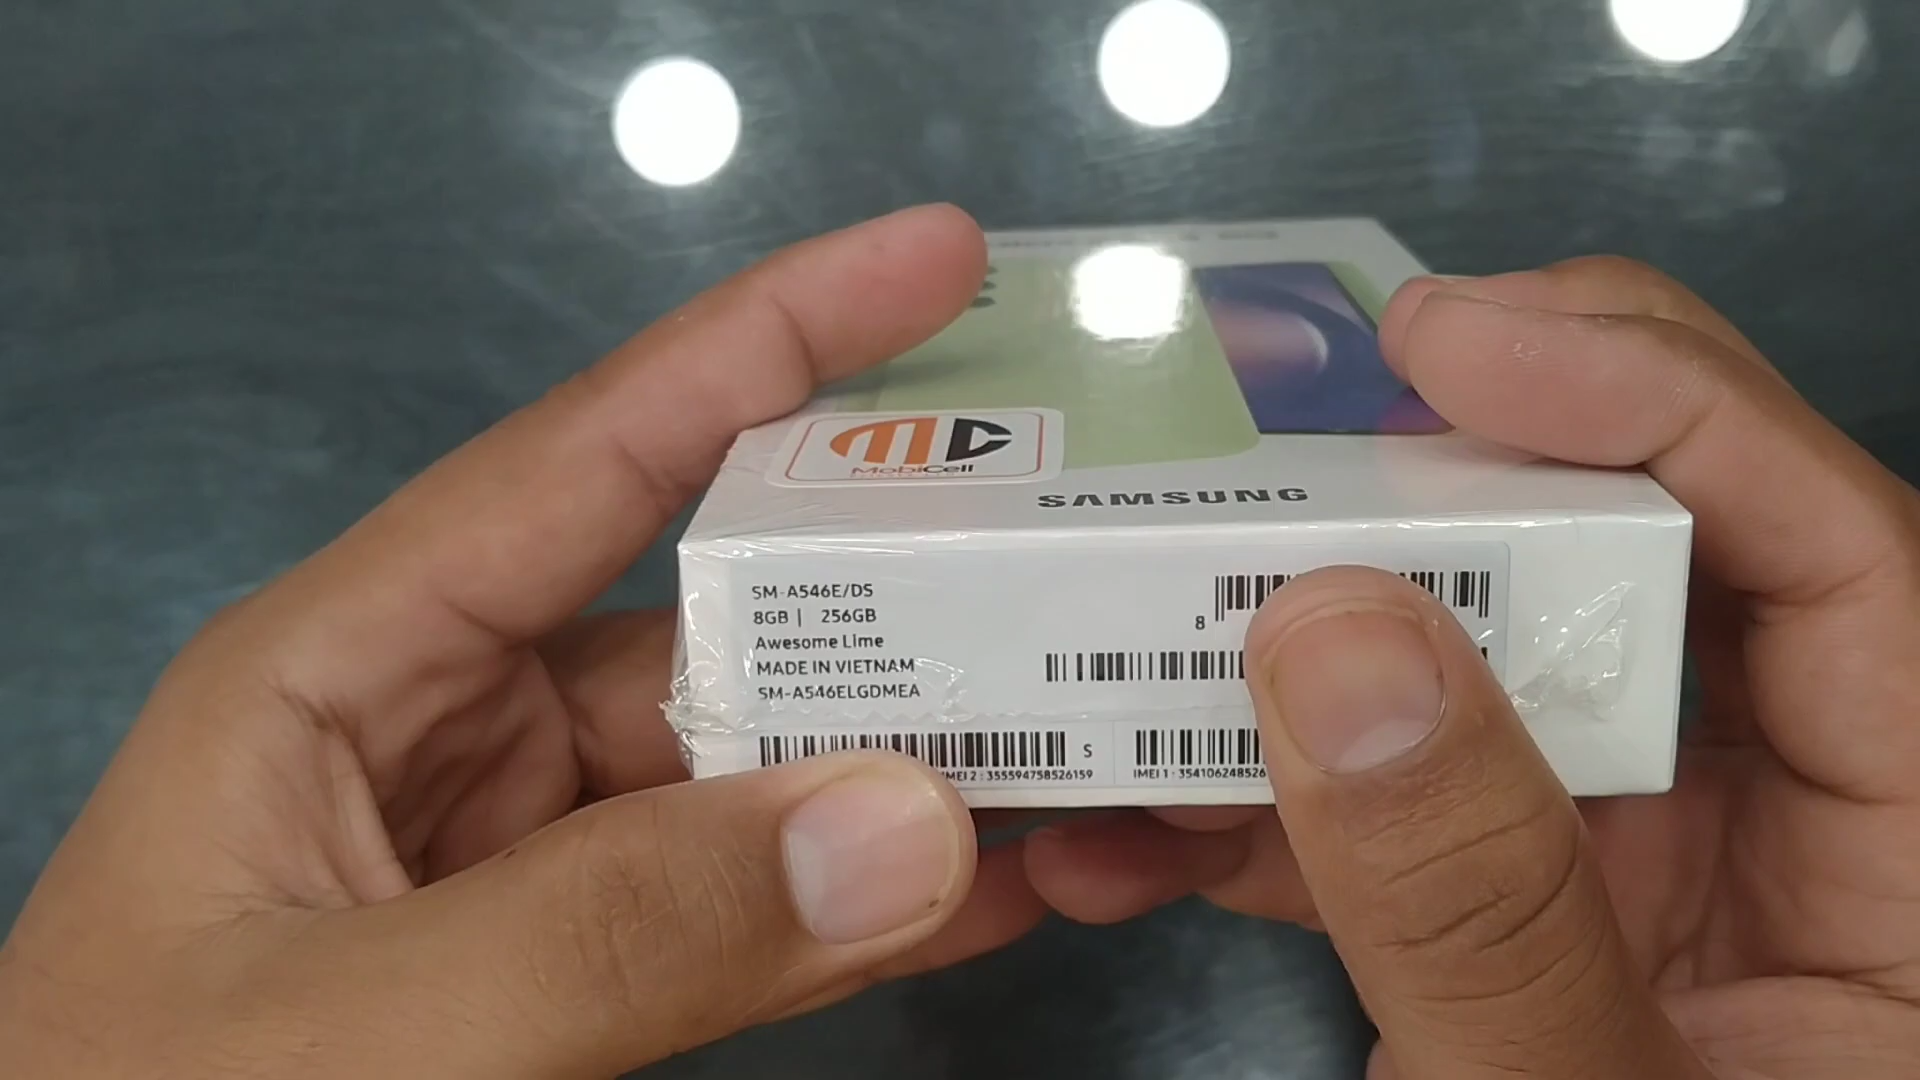 MobiCell
SAMSUNG
SM-A546E/DS
8GB | 256GB
Awesome Lime
MADE IN VIETNAM
SM-A546ELGDMEA
8
S
IMEI 2 : 355594758526159
IMEI 1 : 354106248526